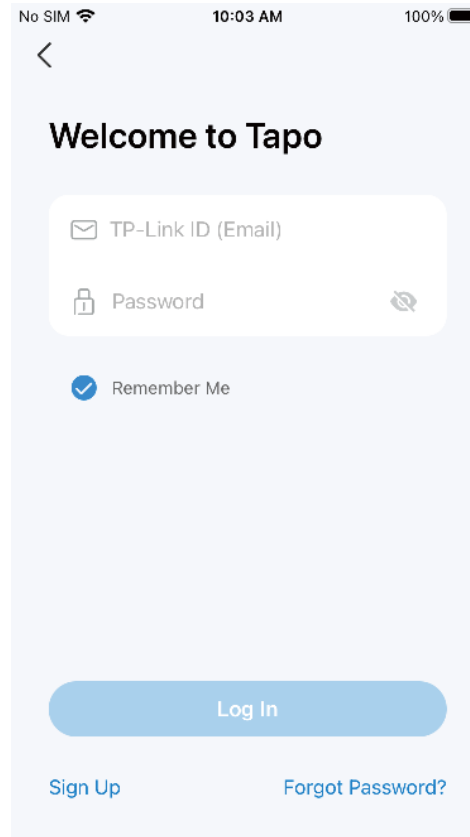 No SIM 10:03 AM 100%
Welcome to Tapo
TP-Link ID (Email)
Password
Remember Me
Log In
Sign Up Forgot Password?